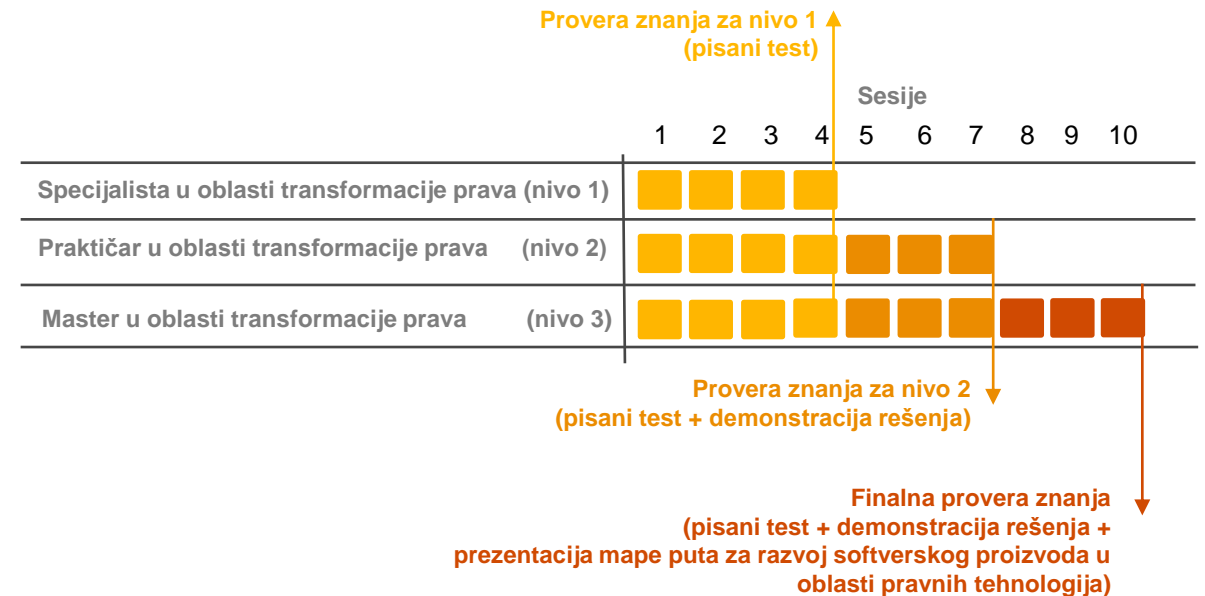 Provera znanja za nivo 1
(pisani test)
Sesije
1 2 3 4 5 6 7 8 9 10
Specijalista u oblasti transformacije prava (nivo 1)
Praktičar u oblasti transformacije prava (nivo 2)
Master u oblasti transformacije prava (nivo 3)
Provera znanja za nivo 2
(pisani test + demonstracija rešenja)
Finalna provera znanja
(pisani test + demonstracija rešenja +
prezentacija mape puta za razvoj softverskog proizvoda u
oblasti pravnih tehnologija)